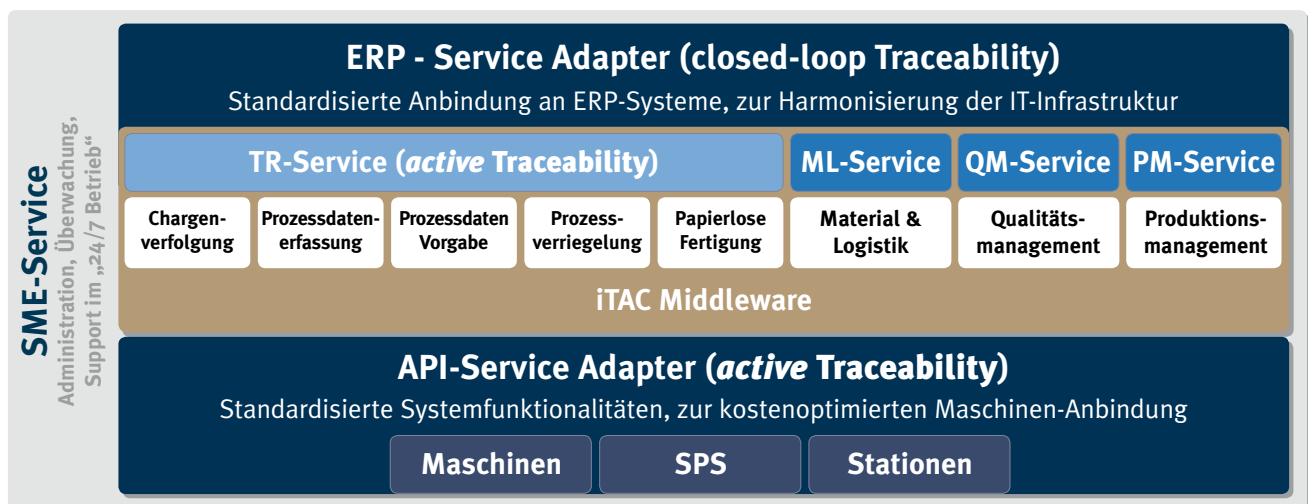 ERP - Service Adapter (closed-loop Traceability)
Standardisierte Anbindung an ERP-Systeme, zur Harmonisierung der IT-Infrastruktur
SME-Service
Administration, Überwachung,
Support im „24/7 Betrieb“
TR-Service (active Traceability)
ML-Service
QM-Service
PM-Service
Chargen-
verfolgung
Prozessdaten-
erfassung
Prozessdaten
Vorgabe
Prozess-
verriegelung
Papierlose
Fertigung
Material &
Logistik
Qualitäts-
management
Produktions-
management
iTAC Middleware
API-Service Adapter (active Traceability)
Standardisierte Systemfunktionalitäten, zur kostenoptimierten Maschinen-Anbindung
Maschinen
SPS
Stationen